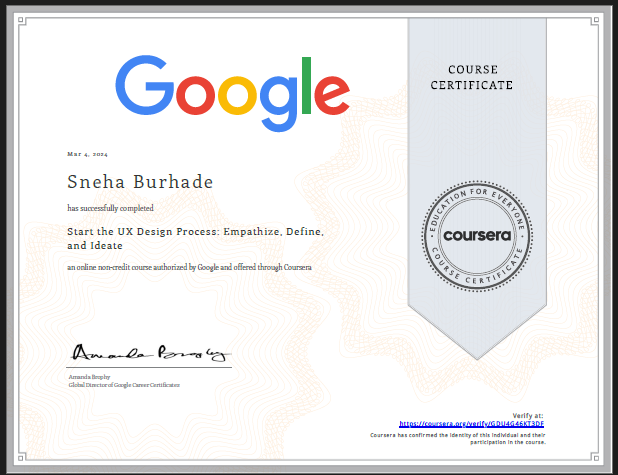 Google
COURSE
CERTIFICATE
Mar 4, 2024
Sneha Burhade
has successfully completed
Start the UX Design Process: Empathize, Define,
and Ideate
an online non-credit course authorized by Google and offered through Coursera
EDUCATION FOR EVERYONE
coursera
COURSE CERTIFICATE
Amanda Brophy
Amanda Brophy
Global Director of Google Career Certificates
Verify at:
https://coursera.org/verify/GDU4G46KT3DF
Coursera has confirmed the identity of this individual and their
participation in the course.